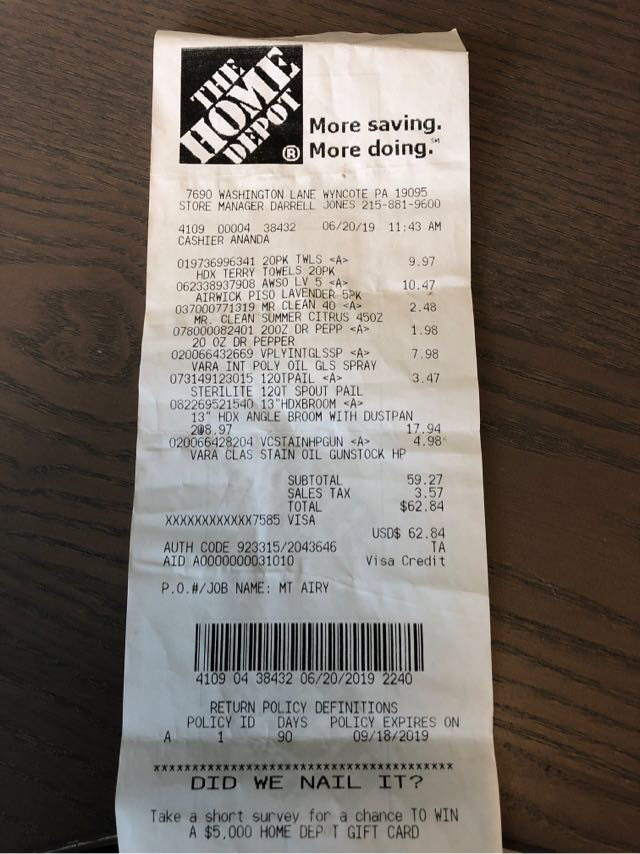 THE
HOME
DEPOT
®
More saving.
More doing.℠
7690 WASHINGTON LANE WYNCOTE PA 19095
STORE MANAGER DARRELL JONES 215-881-9600
4109 00004 38432 06/20/19 11:43 AM
CASHIER ANANDA
019736996341 20PK TWLS <A> 9.97
HDX TERRY TOWELS 20PK
062338937908 AWSO LV 5 <A> 10.47
AIRWICK PISO LAVENDER 5PK
037000771319 MR CLEAN 40 <A> 2.48
MR. CLEAN SUMMER CITRUS 45OZ
078000082401 20OZ DR PEPP <A> 1.98
20 OZ DR PEPPER
020066432669 VPLYINTGLSSP <A> 7.98
VARA INT POLY OIL GLS SPRAY
073149123015 12QTPAIL <A> 3.47
STERILITE 12QT SPOUT PAIL
082269521540 13"HDXBROOM <A>
13" HDX ANGLE BROOM WITH DUSTPAN
2@8.97 17.94
020066428204 VCSTAINHPGUN <A> 4.98
VARA CLAS STAIN OIL GUNSTOCK HP
SUBTOTAL 59.27
SALES TAX 3.57
TOTAL $62.84
XXXXXXXXXXXX7585 VISA
USD$ 62.84
AUTH CODE 923315/2043646 TA
AID A0000000031010 Visa Credit
P.O.#/JOB NAME: MT AIRY
4109 04 38432 06/20/2019 2240
RETURN POLICY DEFINITIONS
POLICY ID DAYS POLICY EXPIRES ON
A 1 90 09/18/2019
******************************************
DID WE NAIL IT?
Take a short survey for a chance TO WIN
A $5,000 HOME DEPOT GIFT CARD